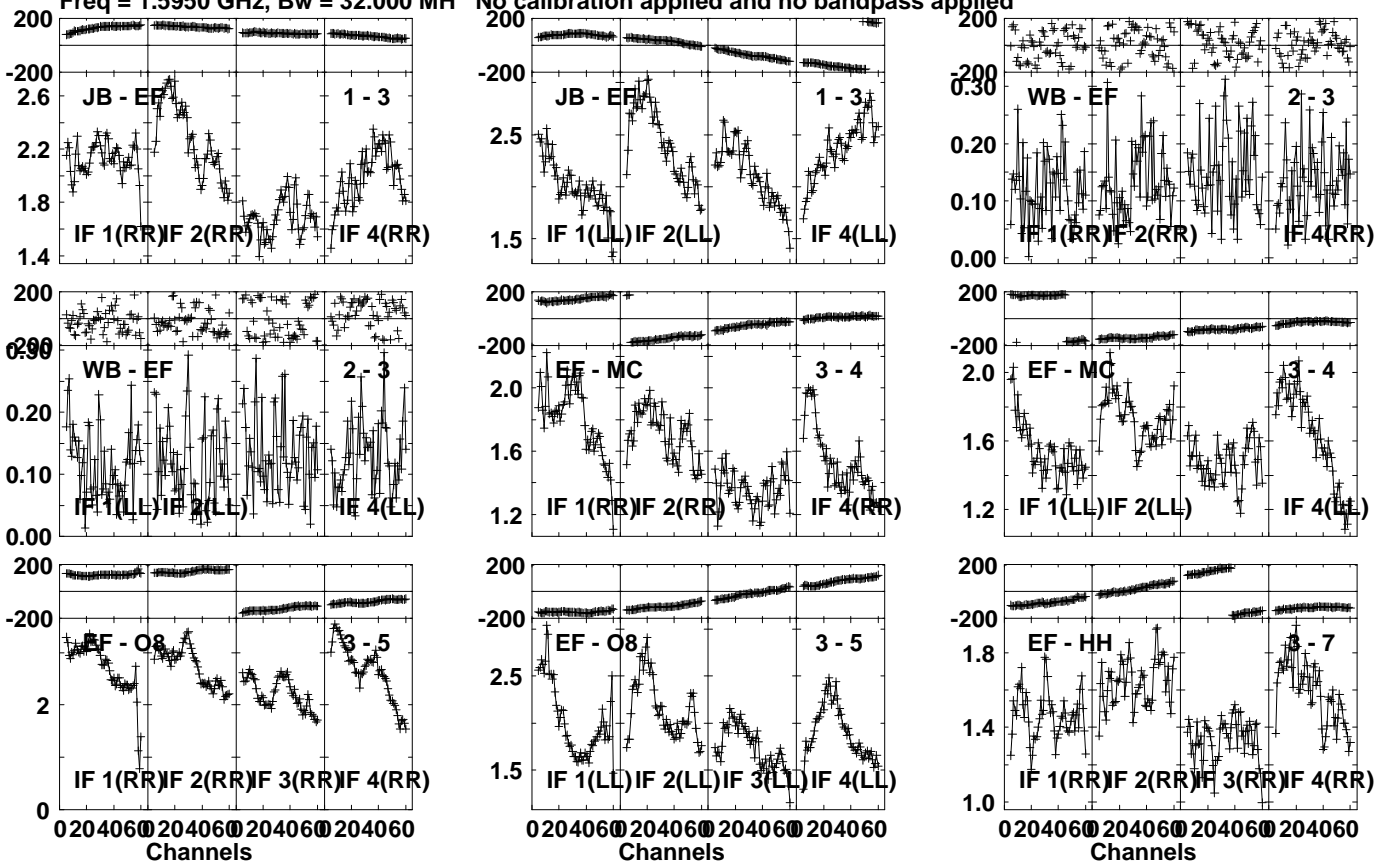 Freq = 1.5950 GHz, Bw = 32.000 MH No calibration applied and no bandpass applied
200
-200
2.6
2.2
1.8
1.4
JB - EF 1 - 3
IF 1(RR) IF 2(RR) IF 4(RR)
2.5
1.5
JB - EF 1 - 3
IF 1(LL) IF 2(LL) IF 4(LL)
200
-200
0.30
0.20
0.10
0.00
WB - EF 2 - 3
IF 1(RR) IF 2(RR) IF 4(RR)
200
-200
0.30
0.20
0.10
0.00
WB - EF 2 - 3
IF 1(LL) IF 2(LL) IF 4(LL)
200
-200
2.0
1.6
1.2
EF - MC 3 - 4
IF 1(RR) IF 2(RR) IF 4(RR)
200
-200
2.0
1.6
1.2
EF - MC 3 - 4
IF 1(LL) IF 2(LL) IF 4(LL)
200
-200
2
0
EF - O8 3 - 5
IF 1(RR) IF 2(RR) IF 3(RR) IF 4(RR)
0 20 40 60 0 20 40 60 0 20 40 60 0 20 40 60
Channels
200
-200
2.5
1.5
EF - O8 3 - 5
IF 1(LL) IF 2(LL) IF 3(LL) IF 4(LL)
0 20 40 60 0 20 40 60 0 20 40 60 0 20 40 60
Channels
200
-200
1.8
1.4
1.0
EF - HH 3 - 7
IF 1(RR) IF 2(RR) IF 3(RR) IF 4(RR)
0 20 40 60 0 20 40 60 0 20 40 60 0 20 40 60
Channels